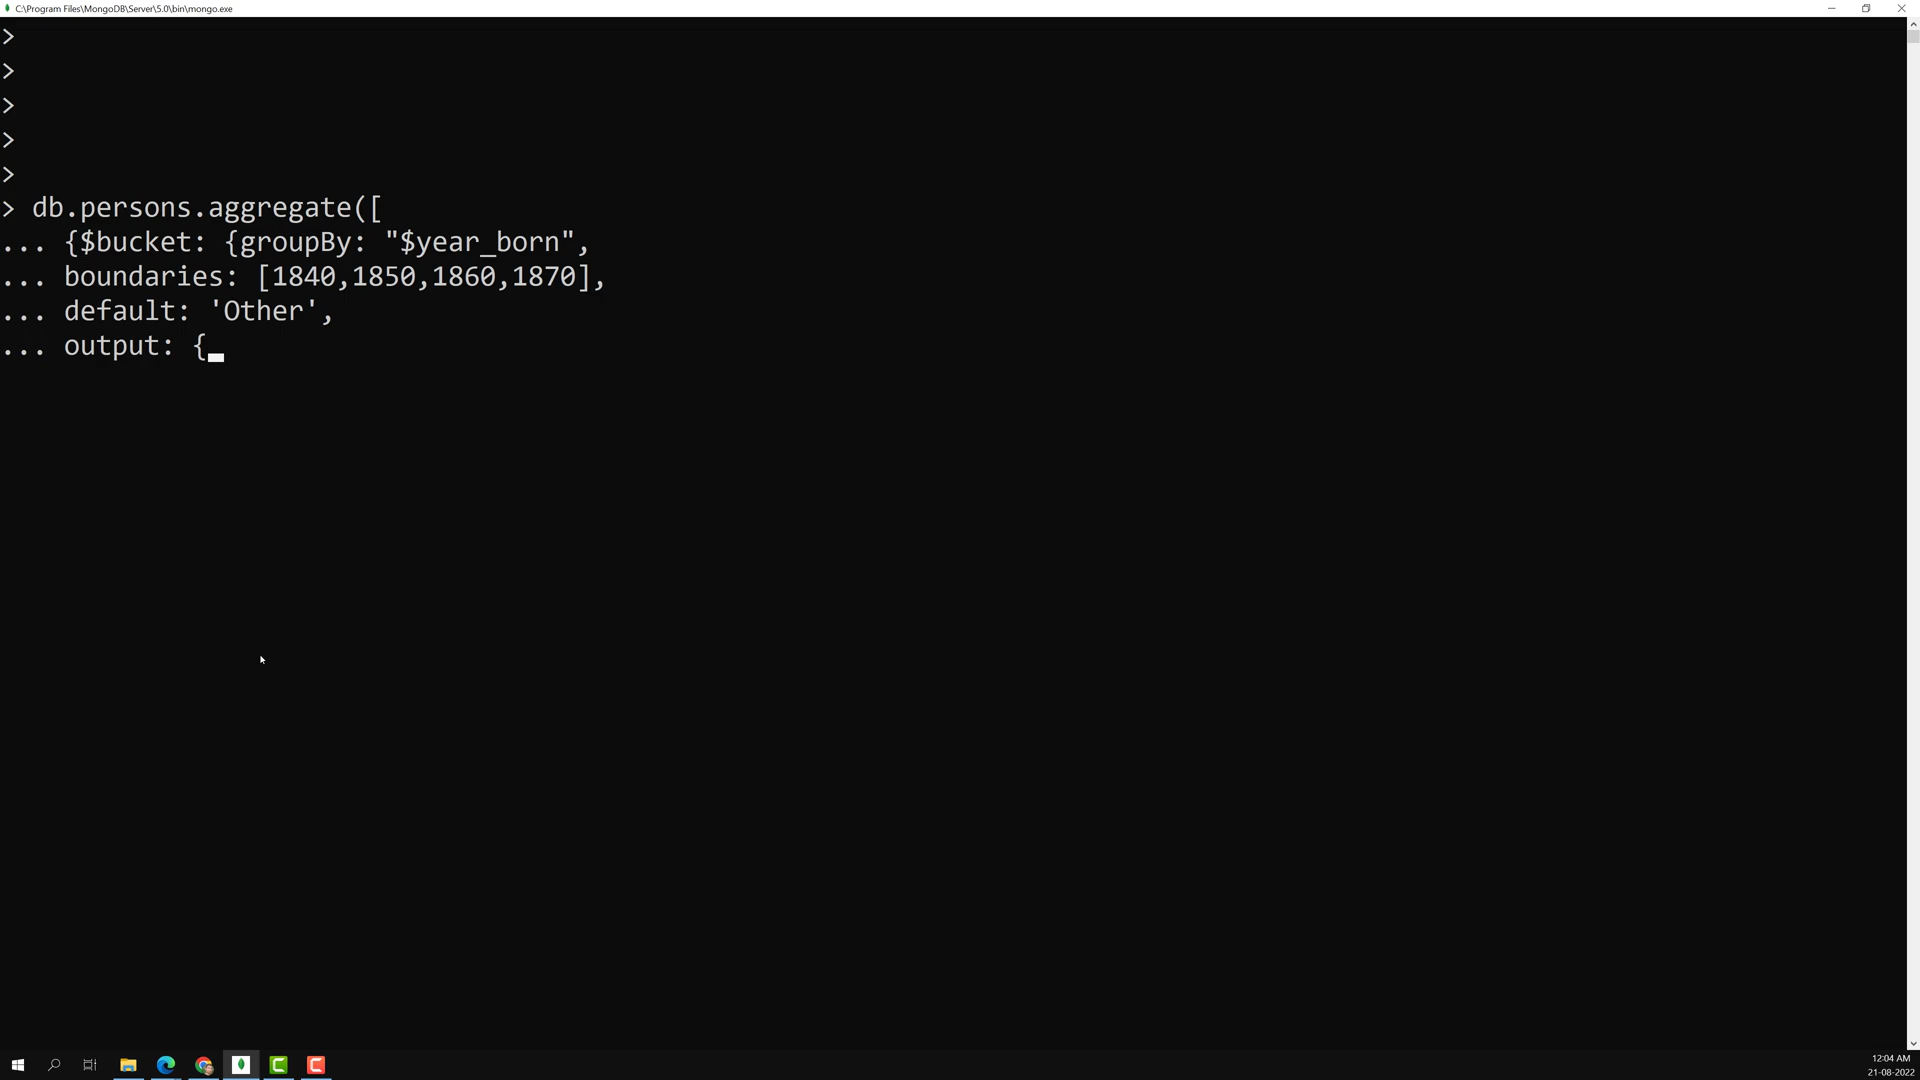 C:\Program Files\MongoDB\Server\5.0\bin\mongo.exe
>
>
>
>
>
> db.persons.aggregate([
... {$bucket: {groupBy: "$year_born",
... boundaries: [1840,1850,1860,1870],
... default: 'Other',
... output: {
12:04 AM
21-08-2022